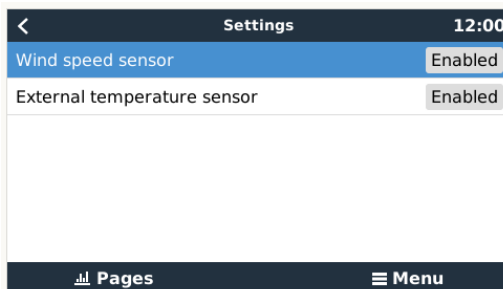 Settings 12:00
Wind speed sensor Enabled
External temperature sensor Enabled
Pages Menu